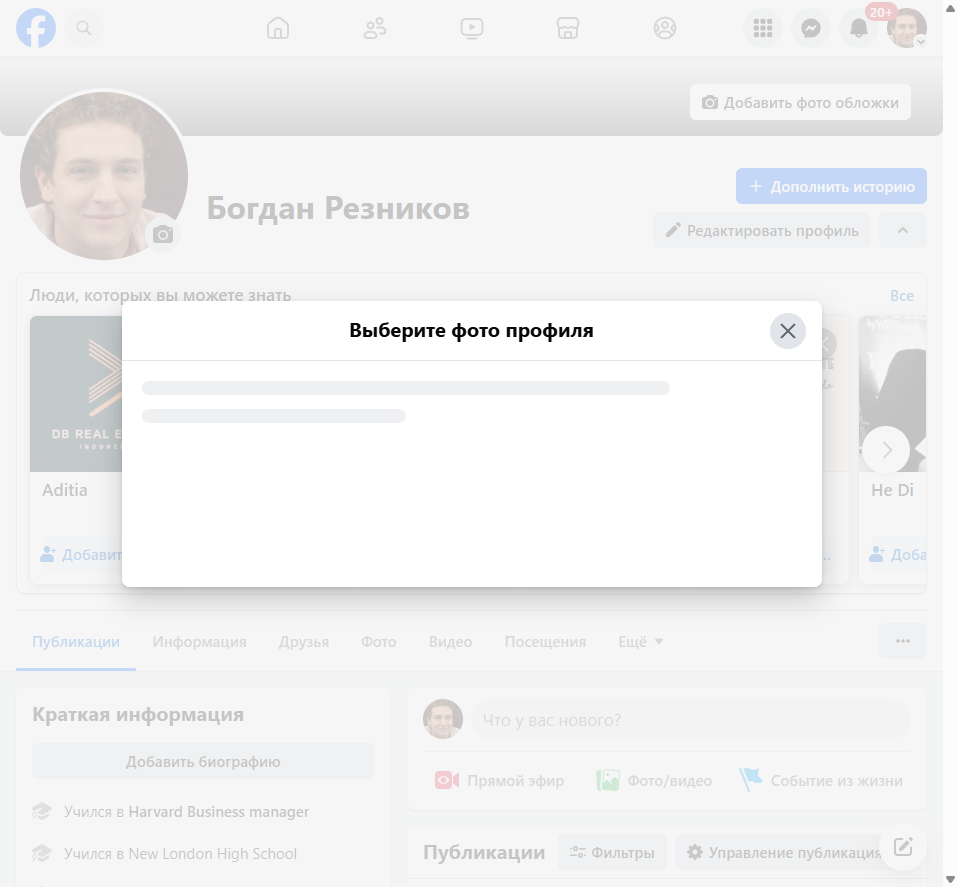 20+
Добавить фото обложки
Богдан Резников
Дополнить историю
Редактировать профиль
Люди, которых вы можете знать
Все
Выберите фото профиля
DB REAL E
INDONE
Aditia
He Di
Добавит
...
Доба
Публикации
Информация
Друзья
Фото
Видео
Посещения
Ещё
Краткая информация
Добавить биографию
Учился в Harvard Business manager
Учился в New London High School
Что у вас нового?
Прямой эфир
Фото/видео
Событие из жизни
Публикации
Фильтры
Управление публикация